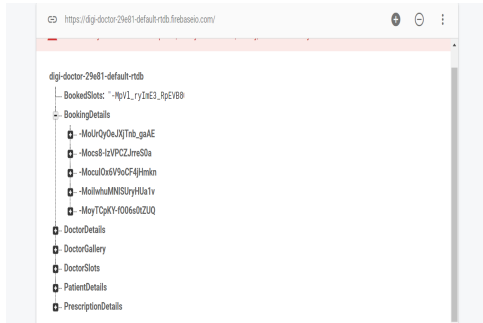 https://digi-doctor-29e81-default-rtdb.firebaseio.com/
digi-doctor-29e81-default-rtdb
BookedSlots: "-MpVl_ryImE3_RpEVB8
BookingDetails
-MoUrQyOeJXjTnb_gaAE
-Mocs8-IzVPCZJrreS0a
-MoculOx6V9oCF4jHmkn
-MoilwhuMNISUryHUa1v
-MoyTCpKY-fO06s0tZUQ
DoctorDetails
DoctorGallery
DoctorSlots
PatientDetails
PrescriptionDetails